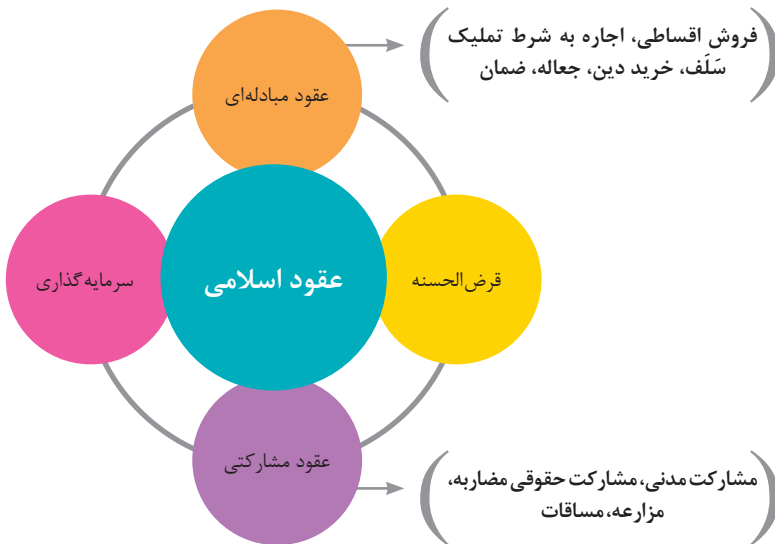 فروش اقساطی، اجاره به شرط تملیک
سَلَف، خرید دین، جعاله، ضمان
عقود مبادله‌ای
قرض‌الحسنه
عقود اسلامی
سرمایه‌گذاری
عقود مشارکتی
مشارکت مدنی، مشارکت حقوقی مضاربه،
مزارعه، مساقات